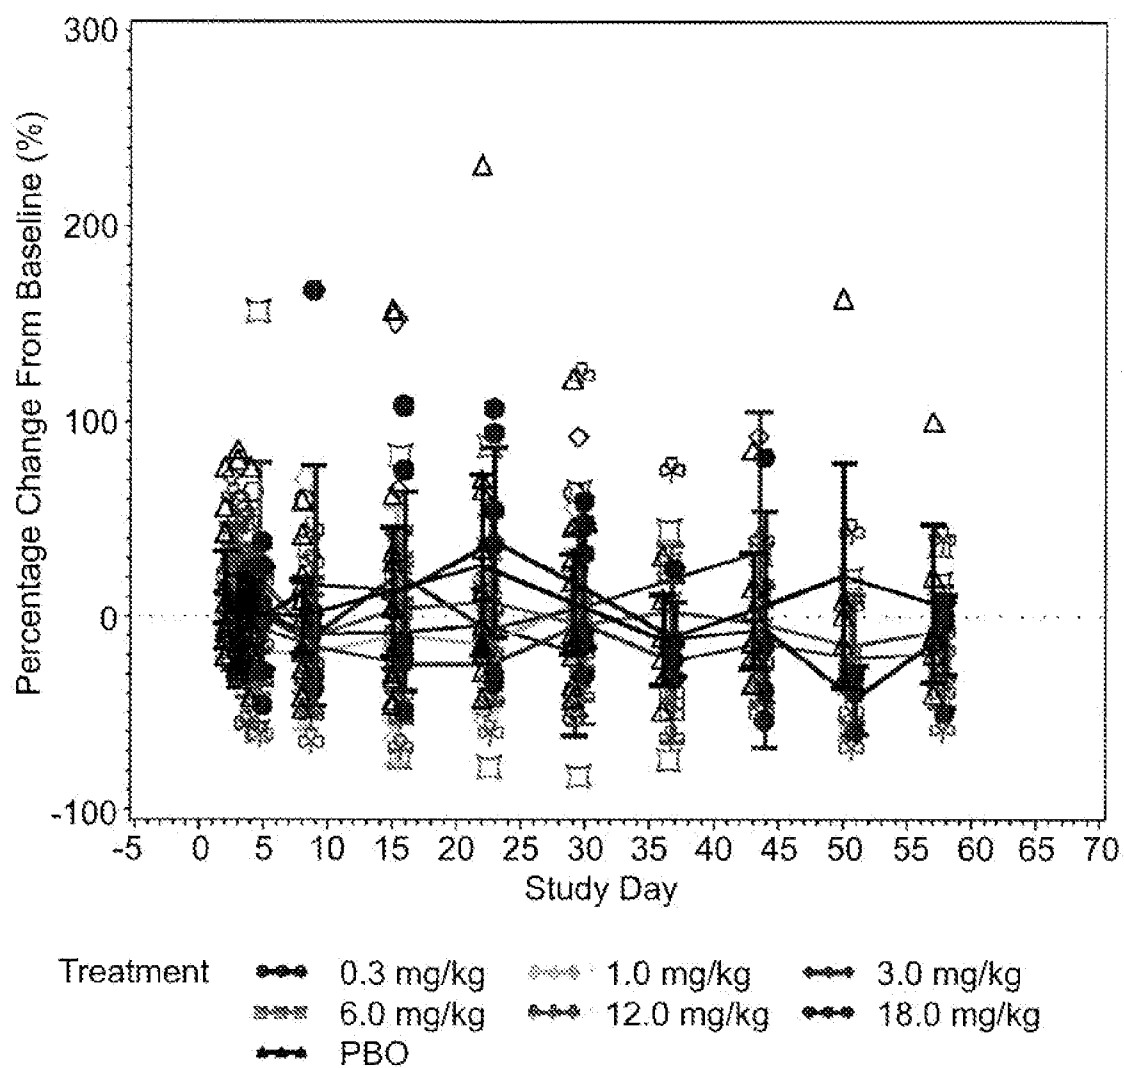 Percentage Change From Baseline (%)
300
200
100
0
-100
-5 0 5 10 15 20 25 30 35 40 45 50 55 60 65 70
Study Day
Treatment 0.3 mg/kg 1.0 mg/kg 3.0 mg/kg
6.0 mg/kg 12.0 mg/kg 18.0 mg/kg
PBO